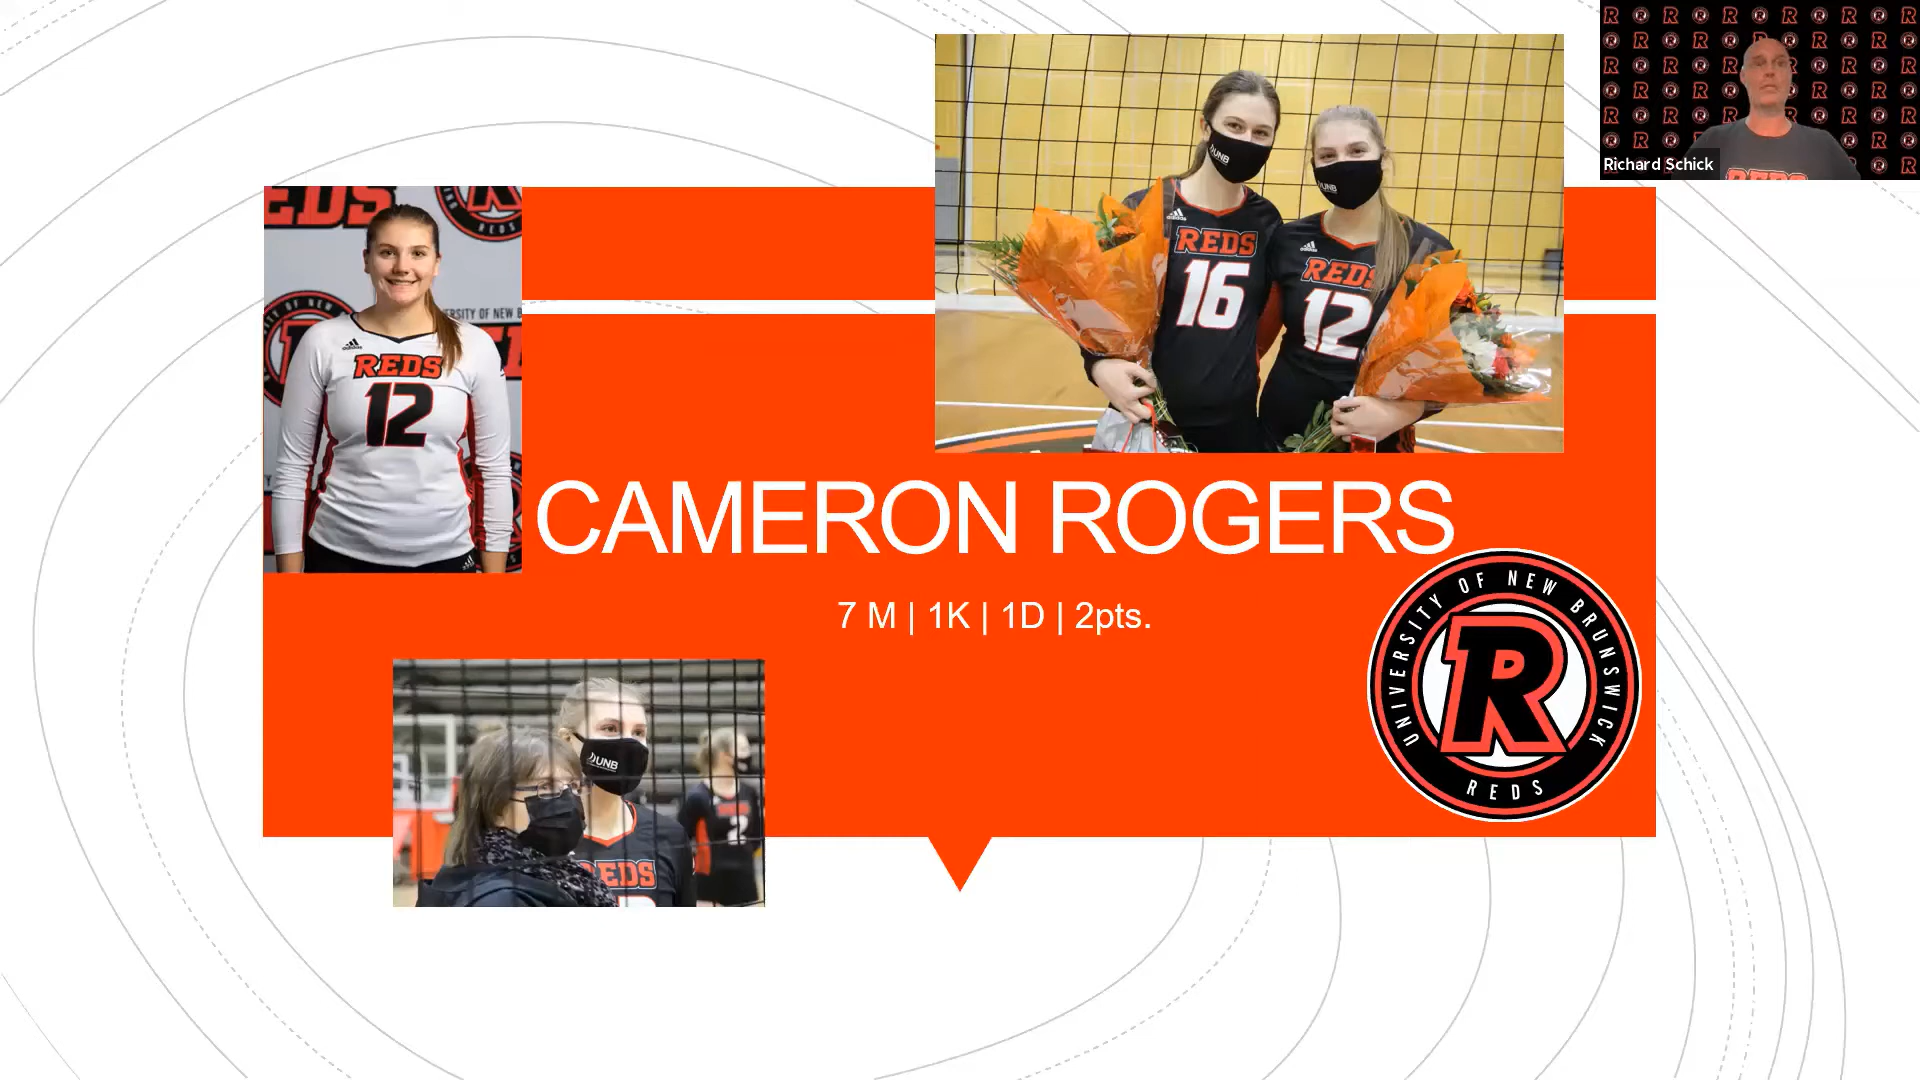 Richard Schick
REDS
REDS
12
UNB
UNB
REDS
16
REDS
12
CAMERON ROGERS
7 M | 1K | 1D | 2pts.
UNIVERSITY OF NEW BRUNSWICK
R
REDS
UNB
REDS
2